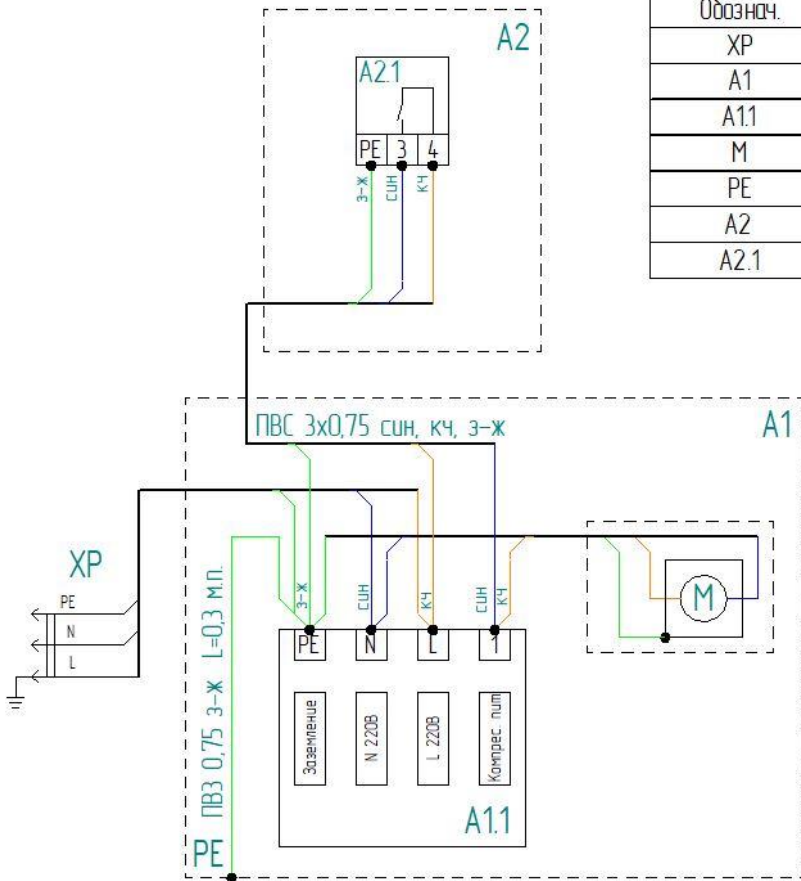 A2
A2.1
PE 3 4
з-ж
син
кч
Обознач.
XP
A1
A1.1
M
PE
A2
A2.1
ПВС 3х0,75 син, кч, з-ж
A1
XP
PE
N
L
ПВ3 0,75 з-ж L=0,3 м.п.
з-ж
син
кч
син
кч
M
PE N L 1
Заземление
N 220В
L 220В
Компрес. пит
A1.1
PE